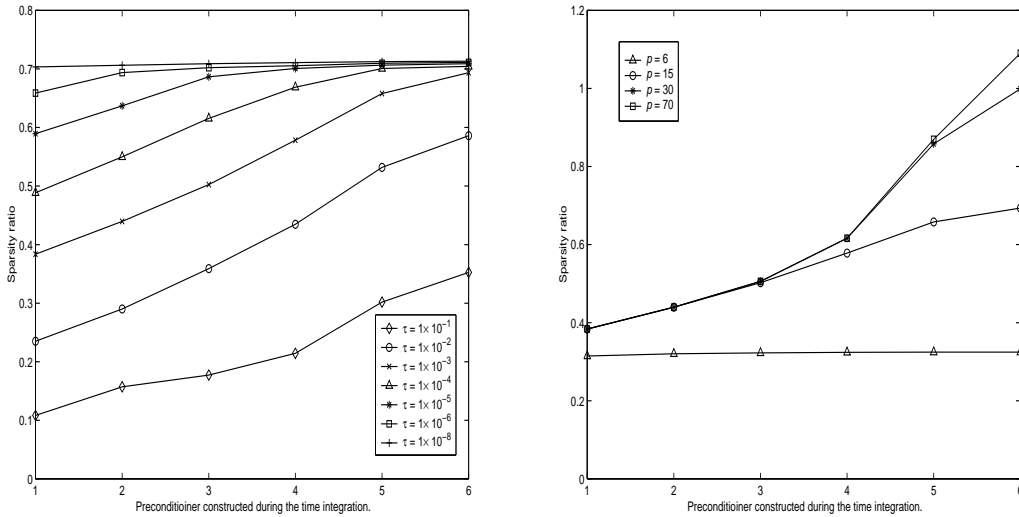 0.8
0.7
0.6
0.5
0.4
0.3
0.2
0.1
0
Sparsity ratio
τ = 1× 10⁻¹
τ = 1× 10⁻²
τ = 1× 10⁻³
τ = 1× 10⁻⁴
τ = 1× 10⁻⁵
τ = 1× 10⁻⁶
τ = 1× 10⁻⁸
1 2 3 4 5 6
Preconditioiner constructed during the time integration.
1.2
1
0.8
0.6
0.4
0.2
0
Sparsity ratio
p = 6
p = 15
p = 30
p = 70
1 2 3 4 5 6
Preconditioiner constructed during the time integration.